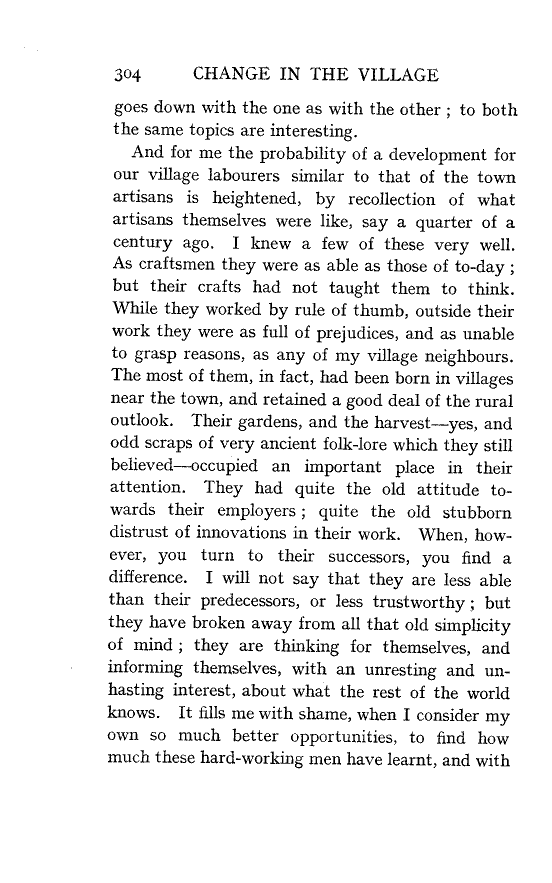 304 CHANGE IN THE VILLAGE
goes down with the one as with the other ; to both
the same topics are interesting.
And for me the probability of a development for
our village labourers similar to that of the town
artisans is heightened, by recollection of what
artisans themselves were like, say a quarter of a
century ago. I knew a few of these very well.
As craftsmen they were as able as those of to-day ;
but their crafts had not taught them to think.
While they worked by rule of thumb, outside their
work they were as full of prejudices, and as unable
to grasp reasons, as any of my village neighbours.
The most of them, in fact, had been born in villages
near the town, and retained a good deal of the rural
outlook. Their gardens, and the harvest—yes, and
odd scraps of very ancient folk-lore which they still
believed—occupied an important place in their
attention. They had quite the old attitude to-
wards their employers ; quite the old stubborn
distrust of innovations in their work. When, how-
ever, you turn to their successors, you find a
difference. I will not say that they are less able
than their predecessors, or less trustworthy ; but
they have broken away from all that old simplicity
of mind ; they are thinking for themselves, and
informing themselves, with an unresting and un-
hasting interest, about what the rest of the world
knows. It fills me with shame, when I consider my
own so much better opportunities, to find how
much these hard-working men have learnt, and with